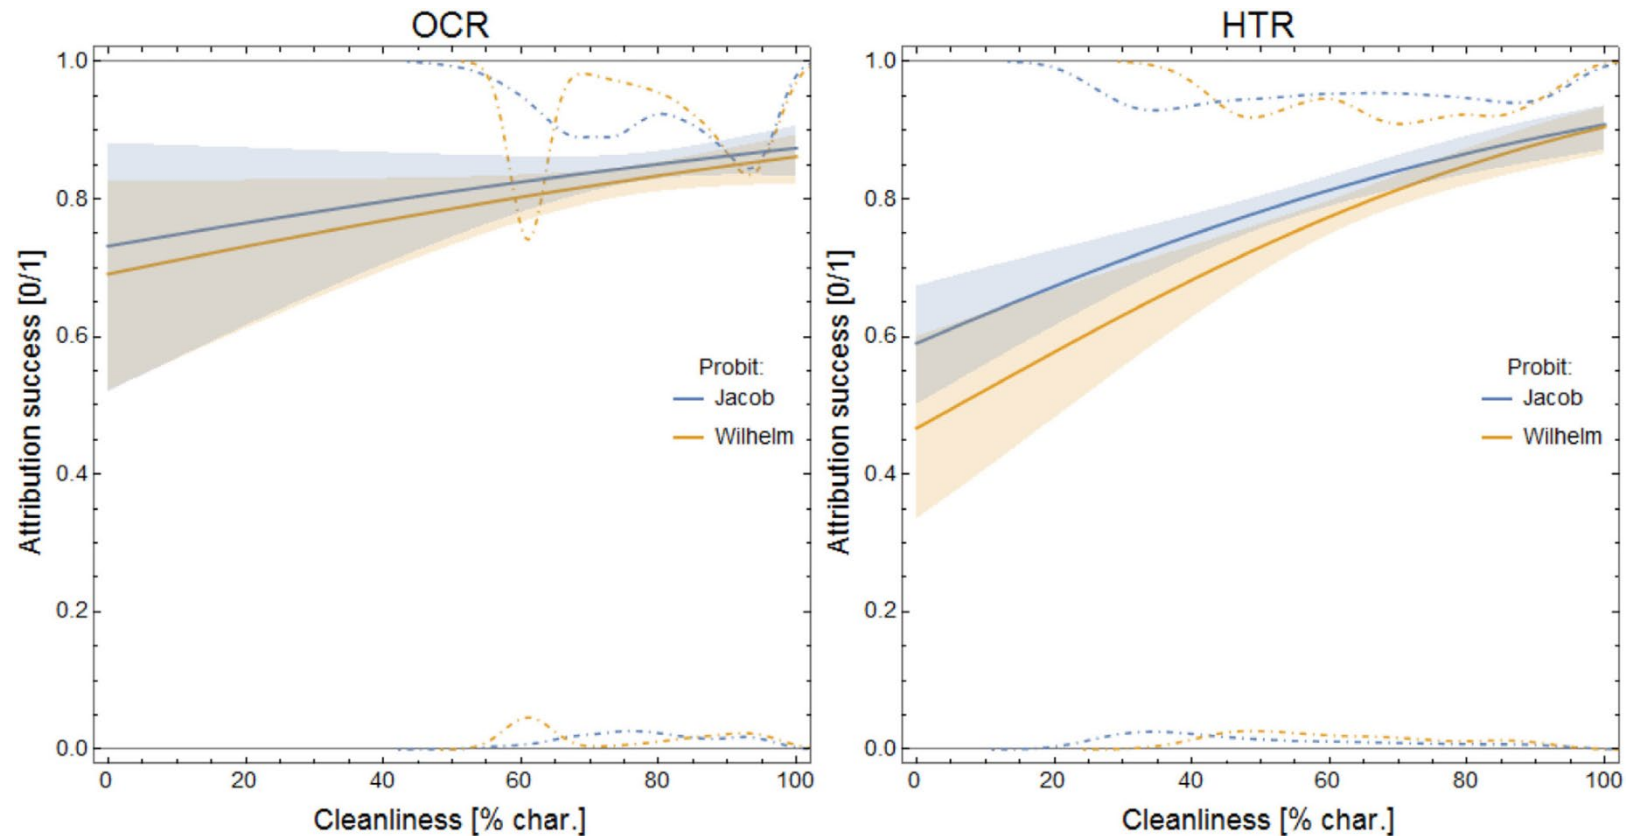 OCR
Attribution success [0/1]
1.0
0.8
0.6
0.4
0.2
0.0
Probit:
Jacob
Wilhelm
0 20 40 60 80 100
Cleanliness [% char.]
HTR
Attribution success [0/1]
1.0
0.8
0.6
0.4
0.2
0.0
Probit:
Jacob
Wilhelm
0 20 40 60 80 100
Cleanliness [% char.]